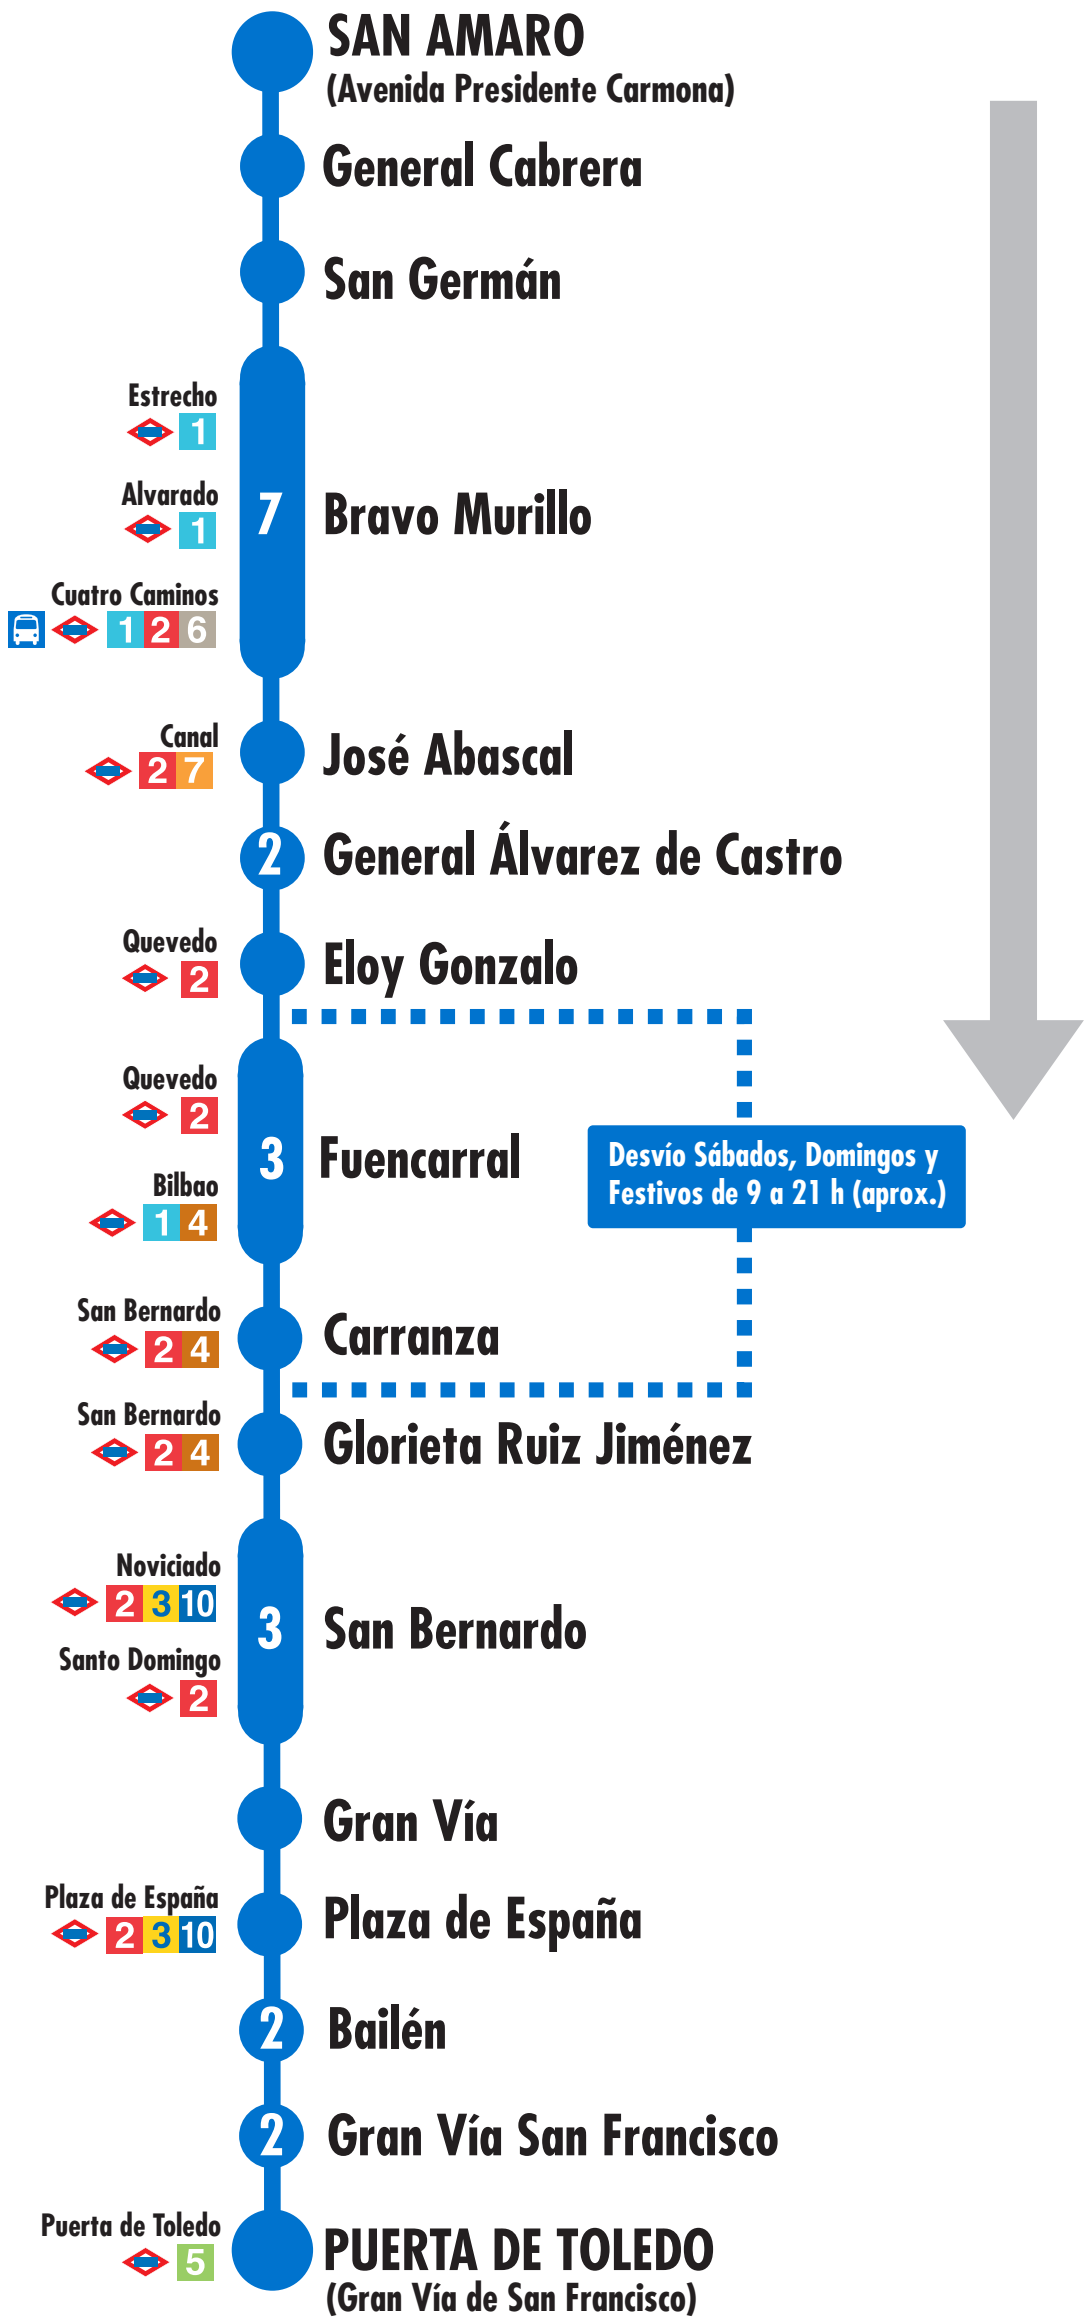 SAN AMARO
(Avenida Presidente Carmona)
General Cabrera
San Germán
Estrecho
1
Alvarado
1
7
Bravo Murillo
Cuatro Caminos
1 2 6
Canal
2 7
José Abascal
2
General Álvarez de Castro
Quevedo
2
Eloy Gonzalo
Quevedo
2
3
Fuencarral
Desvío Sábados, Domingos y
Festivos de 9 a 21 h (aprox.)
Bilbao
1 4
San Bernardo
2 4
Carranza
San Bernardo
2 4
Glorieta Ruiz Jiménez
Noviciado
2 3 10
3
San Bernardo
Santo Domingo
2
Gran Vía
Plaza de España
2 3 10
Plaza de España
2
Bailén
2
Gran Vía San Francisco
Puerta de Toledo
5
PUERTA DE TOLEDO
(Gran Vía de San Francisco)